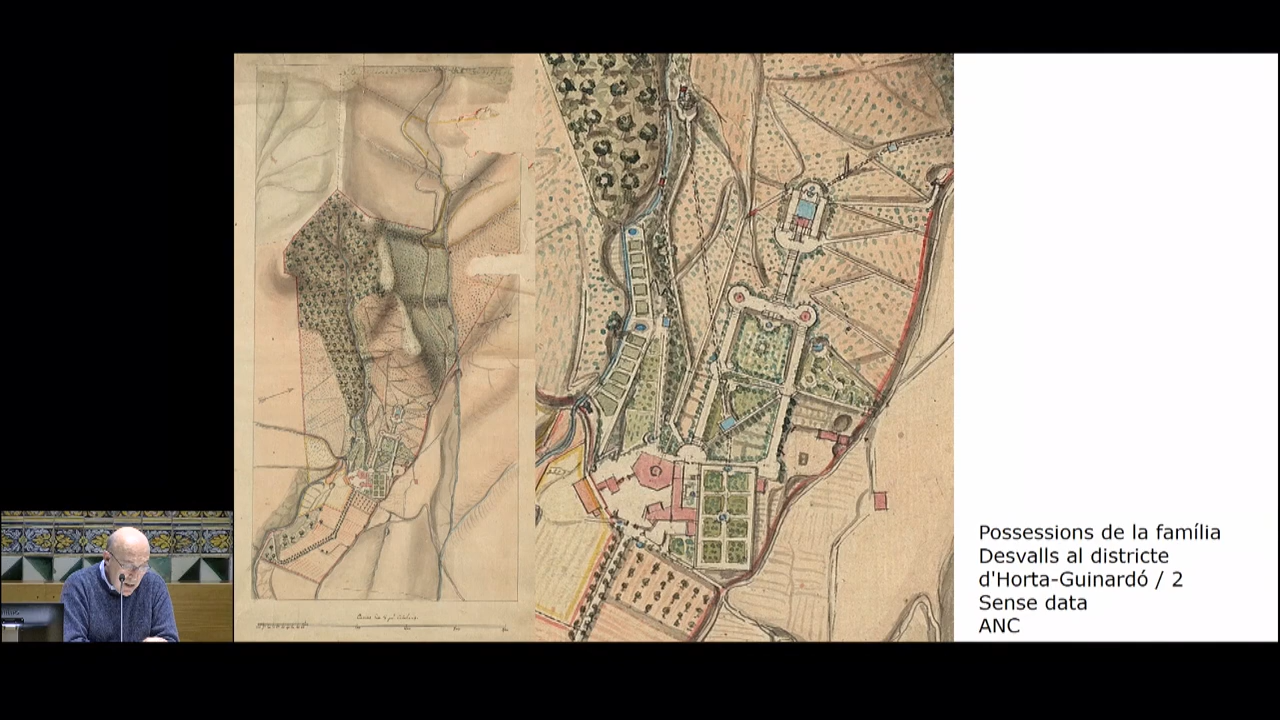 Possessions de la família
Desvalls al districte
d'Horta-Guinardó / 2
Sense data
ANC